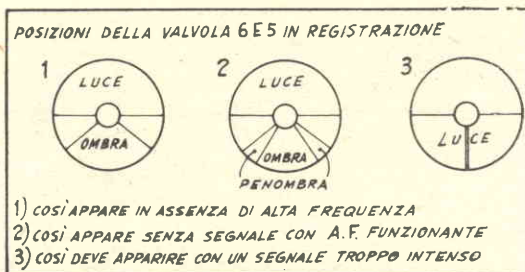 POSIZIONI DELLA VALVOLA 6E5 IN REGISTRAZIONE
1 2 3
LUCE LUCE
LUCE
OMBRA OMBRA
PENOMBRA
1) COSÌ APPARE IN ASSENZA DI ALTA FREQUENZA
2) COSÌ APPARE SENZA SEGNALE CON A.F. FUNZIONANTE
3) COSÌ DEVE APPARIRE CON UN SEGNALE TROPPO INTENSO